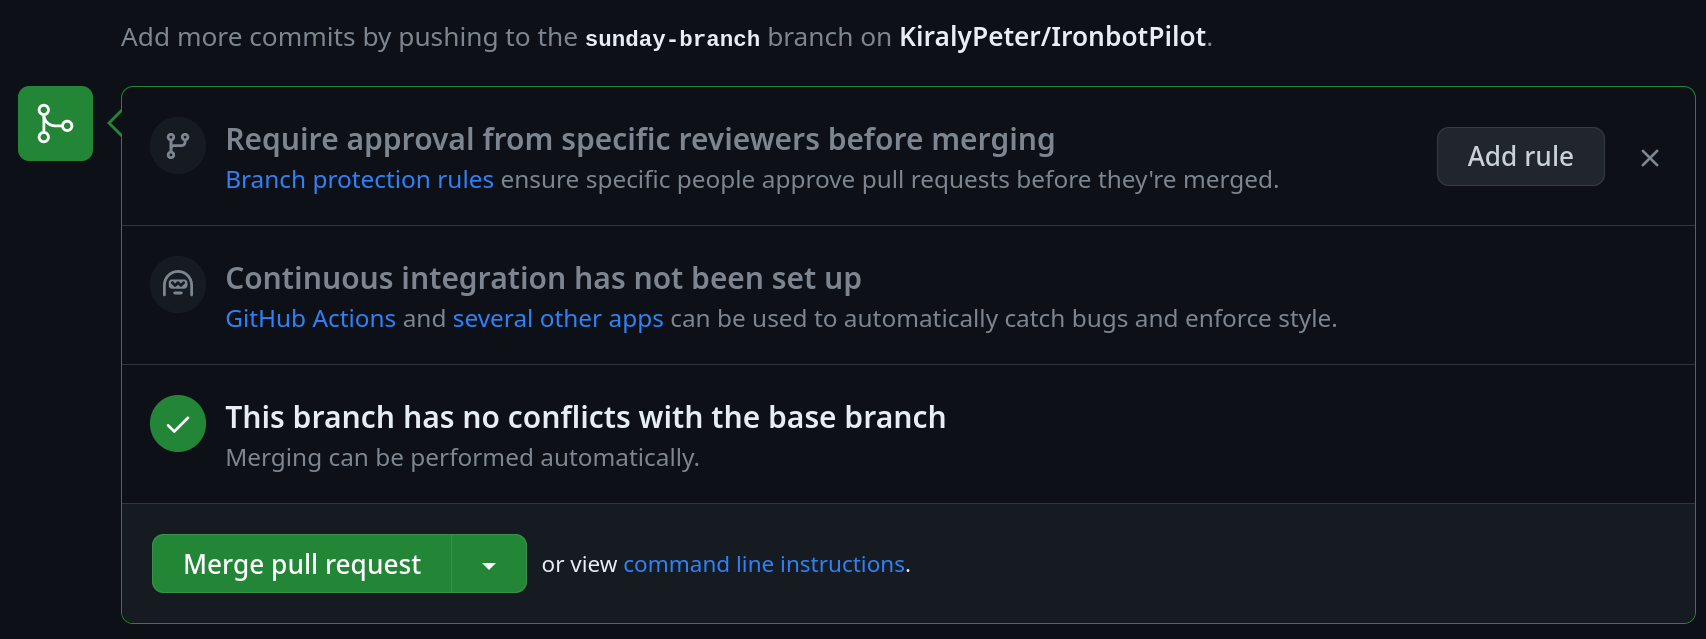 Add more commits by pushing to the sunday-branch branch on KiralyPeter/IronbotPilot.
Require approval from specific reviewers before merging
Branch protection rules ensure specific people approve pull requests before they're merged.
Add rule
Continuous integration has not been set up
GitHub Actions and several other apps can be used to automatically catch bugs and enforce style.
This branch has no conflicts with the base branch
Merging can be performed automatically.
Merge pull request
or view command line instructions.